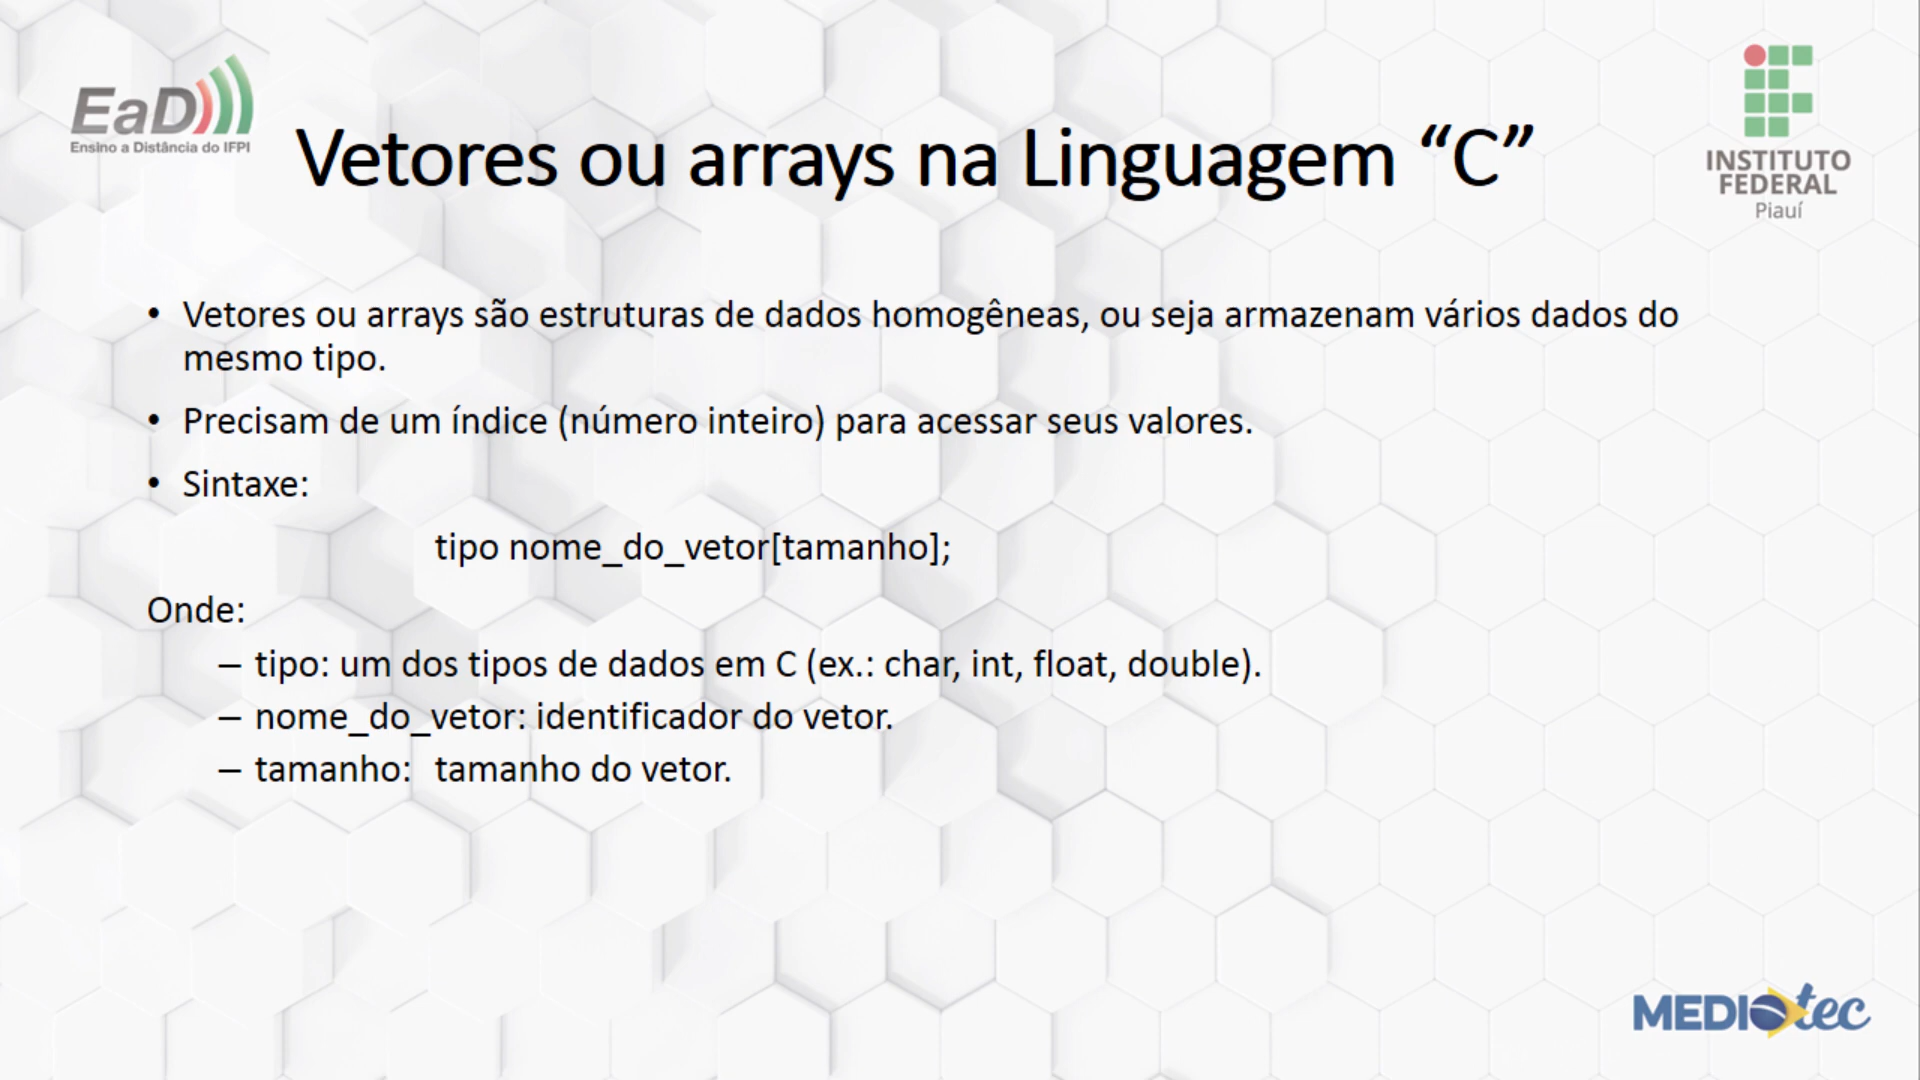 EaD
Ensino a Distância do IFPI
INSTITUTO
FEDERAL
Piauí
Vetores ou arrays na Linguagem “C”
• Vetores ou arrays são estruturas de dados homogêneas, ou seja armazenam vários dados do
mesmo tipo.
• Precisam de um índice (número inteiro) para acessar seus valores.
• Sintaxe:
tipo nome_do_vetor[tamanho];
Onde:
– tipo: um dos tipos de dados em C (ex.: char, int, float, double).
– nome_do_vetor: identificador do vetor.
– tamanho: tamanho do vetor.
MEDIOtec